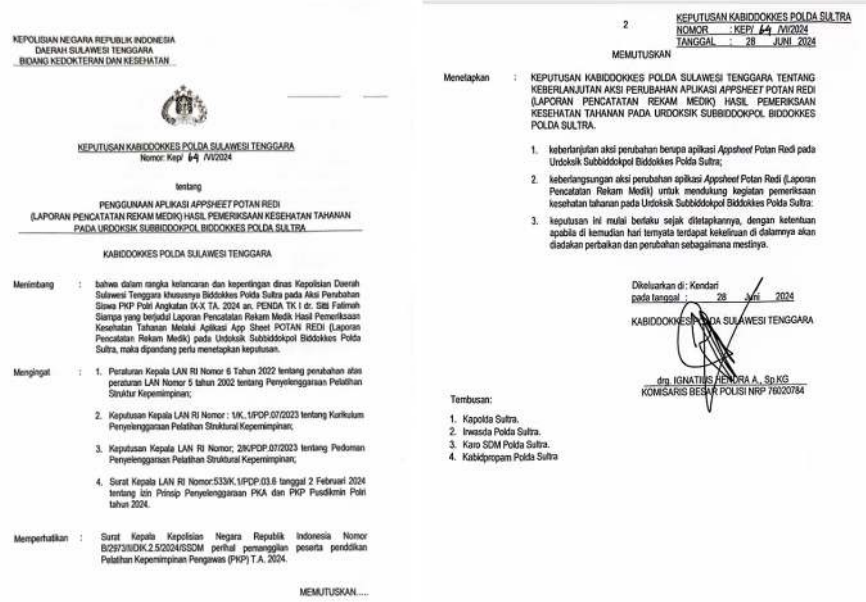 KEPOLISIAN NEGARA REPUBLIK INDONESIA
DAERAH SULAWESI TENGGARA
BIDANG KEDOKTERAN DAN KESEHATAN
KEPUTUSAN KABIDDOKKES POLDA SULAWESI TENGGARA
Nomor: Kep/ 64 /VI/2024
tentang
PENGGUNAAN APLIKASI APPSHEET POTAN REDI
(LAPORAN PENCATATAN REKAM MEDIK) HASIL PEMERIKSAAN KESEHATAN TAHANAN
PADA URDOKSIK SUBBIDDOKPOL BIDDOKKES POLDA SULTRA
KABIDDOKKES POLDA SULAWESI TENGGARA
Menimbang : bahwa dalam rangka kelancaran dan kepentingan dinas Kepolisian Daerah
Sulawesi Tenggara khususnya Biddokkes Polda Sultra pada Aksi Perubahan
Siswa PKP Polri Angkatan IX-X TA. 2024 an. PENDA TK I dr. Siti Fatimah
Siampa yang berjudul Laporan Pencatatan Rekam Medik Hasil Pemeriksaan
Kesehatan Tahanan Melalui Aplikasi App Sheet POTAN REDI (Laporan
Pencatatan Rekam Medik) pada Urdoksik Subbiddokpol Biddokkes Polda
Sultra, maka dipandang perlu menetapkan keputusan.
Mengingat : 1. Peraturan Kepala LAN RI Nomor 6 Tahun 2022 tentang perubahan atas
peraturan LAN Nomor 5 tahun 2002 tentang Penyelenggaraan Pelatihan
Struktur Kepemimpinan;
2. Keputusan Kepala LAN RI Nomor : 1/K.1/PDP.07/2023 tentang Kurikulum
Penyelenggaraan Pelatihan Struktural Kepemimpinan;
3. Keputusan Kepala LAN RI Nomor; 2/K/PDP.07/2023 tentang Pedoman
Penyelenggaraan Pelatihan Struktural Kepemimpinan;
4. Surat Kepala LAN RI Nomor:533/K.1/PDP.03.6 tanggal 2 Februari 2024
tentang Izin Prinsip Penyelenggaraan PKA dan PKP Pusdikmin Polri
tahun 2024.
Memperhatikan : Surat Kepala Kepolisian Negara Republik Indonesia Nomor
B/2973/II/DIK.2.5/2024/SSDM perihal pemanggilan peserta penddikan
Pelatihan Kepemimpinan Pengawas (PKP) T.A. 2024.
MEMUTUSKAN.....
2
KEPUTUSAN KABIDDOKKES POLDA SULTRA
NOMOR : KEP/ 64 /VI/2024
TANGGAL : 28 JUNI 2024
MEMUTUSKAN
Menetapkan : KEPUTUSAN KABIDDOKKES POLDA SULAWESI TENGGARA TENTANG
KEBERLANJUTAN AKSI PERUBAHAN APLIKASI APPSHEET POTAN REDI
(LAPORAN PENCATATAN REKAM MEDIK) HASIL PEMERIKSAAN
KESEHATAN TAHANAN PADA URDOKSIK SUBBIDDOKPOL BIDDOKKES
POLDA SULTRA.
1. keberlanjutan aksi perubahan berupa aplikasi Appsheet Potan Redi pada
Urdoksik Subbiddokpol Biddokkes Polda Sultra;
2. keberlangsungan aksi perubahan aplikasi Appsheet Potan Redi (Laporan
Pencatatan Rekam Medik) untuk mendukung kegiatan pemeriksaan
kesehatan tahanan pada Urdoksik Subbiddokpol Biddokkes Polda Sultra:
3. keputusan ini mulai berlaku sejak ditetapkannya, dengan ketentuan
apabila di kemudian hari ternyata terdapat kekeliruan di dalamnya akan
diadakan perbaikan dan perubahan sebagaimana mestinya.
Dikeluarkan di : Kendari
pada tanggal : 28 Juni 2024
KABIDDOKKES POLDA SULAWESI TENGGARA
drg. IGNATIUS HENDRA A., Sp.KG
KOMISARIS BESAR POLISI NRP 76020784
Tembusan:
1. Kapolda Sultra.
2. Irwasda Polda Sultra.
3. Karo SDM Polda Sultra.
4. Kabidpropam Polda Sultra